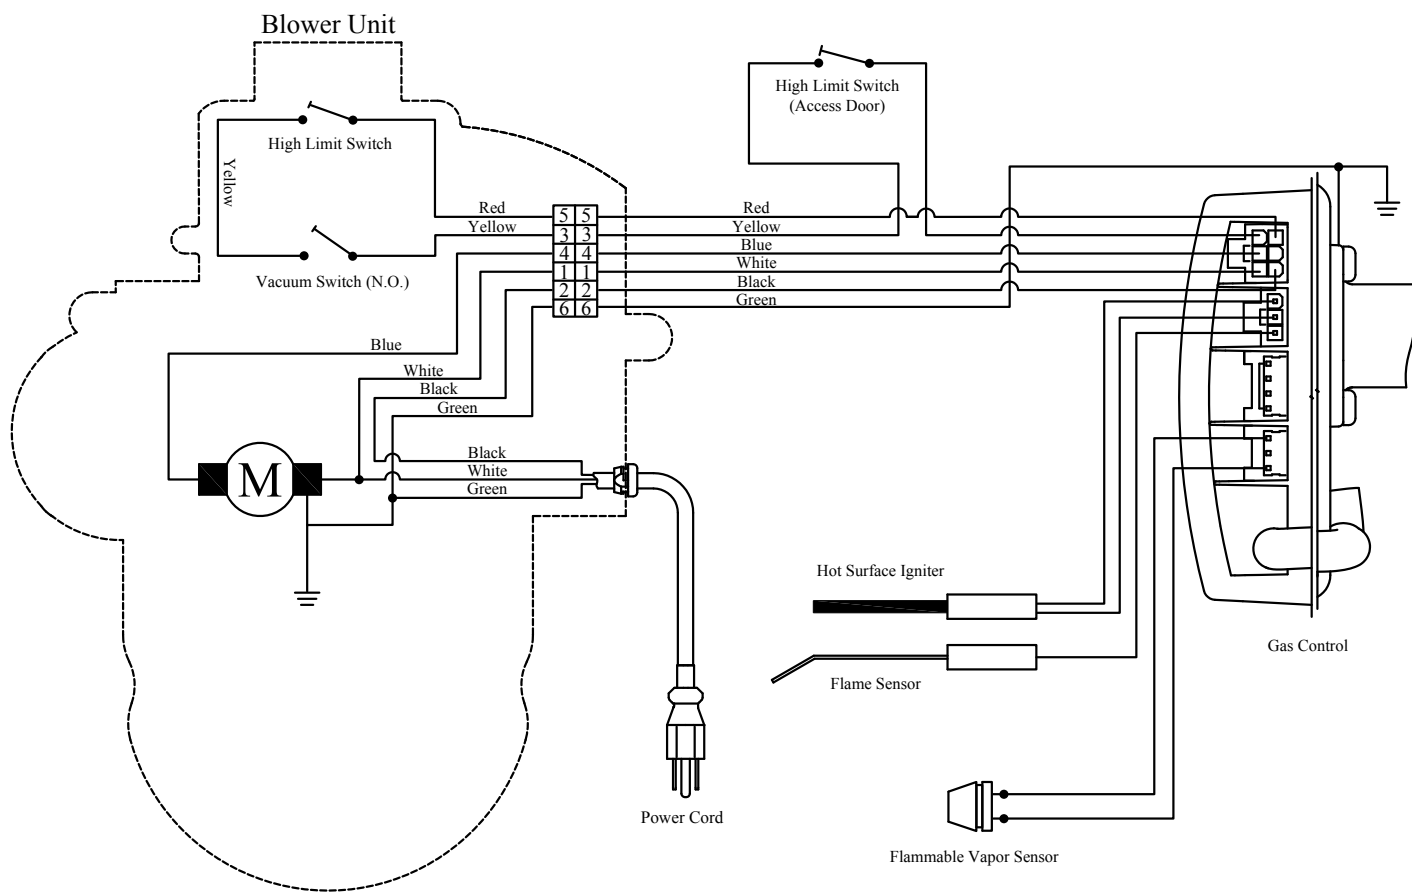 Blower Unit
High Limit Switch
(Access Door)
High Limit Switch
Yellow
Red
5 5
Red
Yellow
3 3
Yellow
4 4
Blue
Vacuum Switch (N.O.)
1 1
White
2 2
Black
6 6
Green
Blue
White
Black
Green
Black
White
Green
M
Hot Surface Igniter
Gas Control
Flame Sensor
Power Cord
Flammable Vapor Sensor